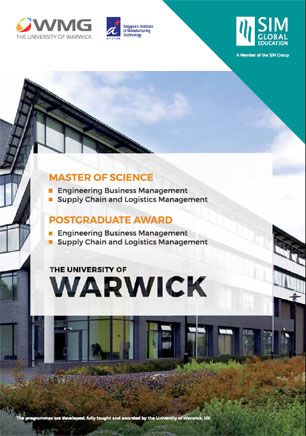 WMG
THE UNIVERSITY OF WARWICK
Singapore Institute
of Manufacturing
Technology
SIM
GLOBAL
EDUCATION
A Member of the SIM Group
MASTER OF SCIENCE
Engineering Business Management
Supply Chain and Logistics Management
POSTGRADUATE AWARD
Engineering Business Management
Supply Chain and Logistics Management
THE UNIVERSITY OF
WARWICK
The programmes are developed, fully taught and awarded by the University of Warwick, UK